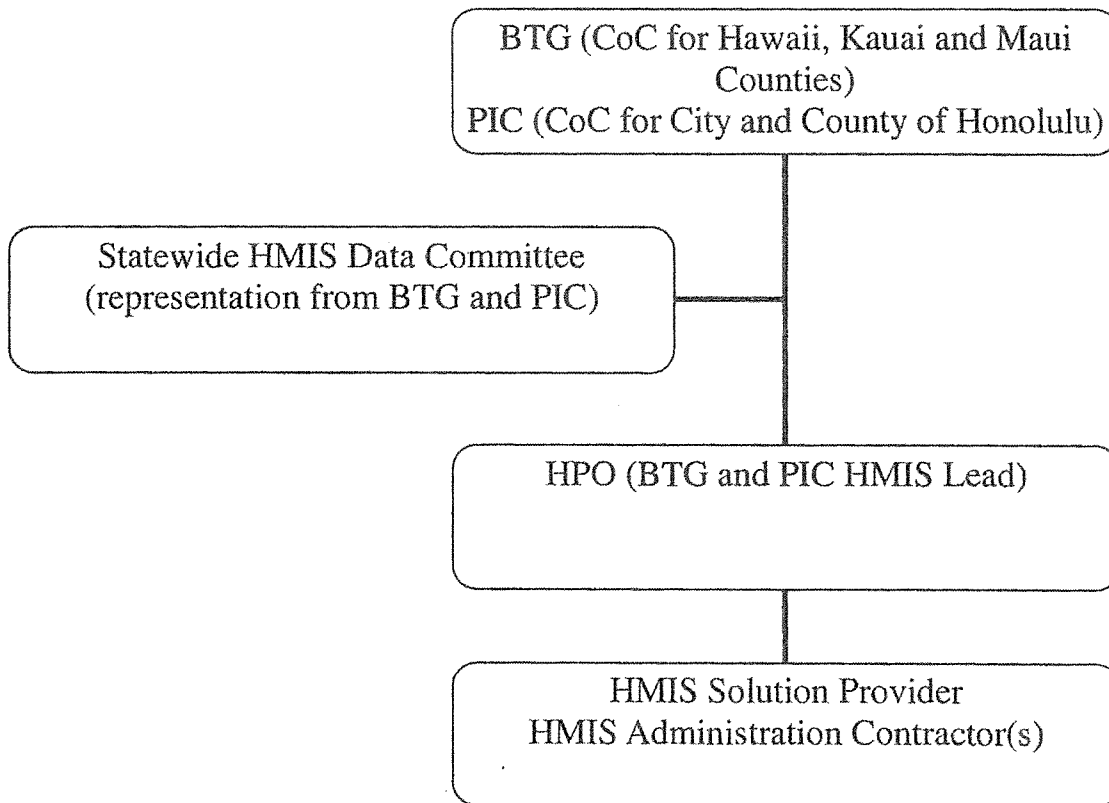 BTG (CoC for Hawaii, Kauai and Maui
Counties)
PIC (CoC for City and County of Honolulu)
Statewide HMIS Data Committee
(representation from BTG and PIC)
HPO (BTG and PIC HMIS Lead)
HMIS Solution Provider
HMIS Administration Contractor(s)